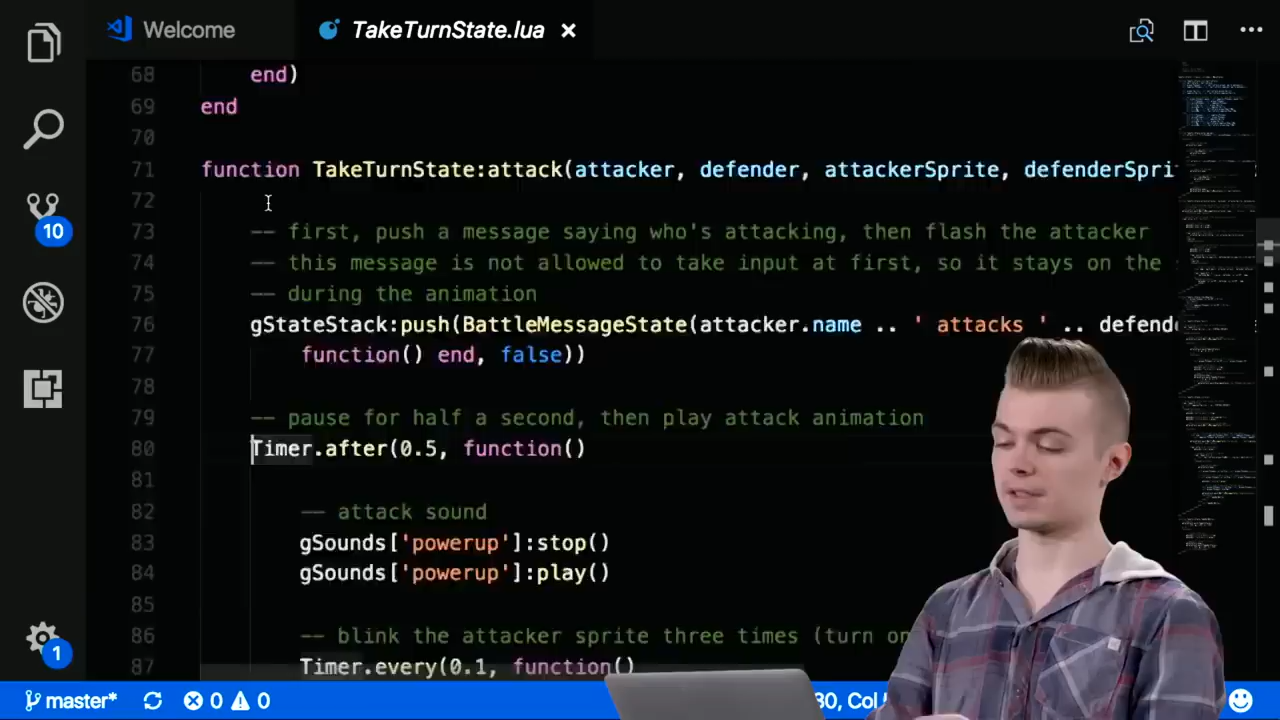 Welcome
TakeTurnState.lua
68 end)
69 end
70
71 function TakeTurnState:attack(attacker, defender, attackerSprite, defenderSpri
72
73 -- first, push a message saying who's attacking, then flash the attacker
74 -- this message is not allowed to take input at first, so it stays on the
75 -- during the animation
76 gStateStack:push(BattleMessageState(attacker.name .. ' attacks ' .. defend
77 function() end, false))
78
79 -- pause for half a second, then play attack animation
80 Timer.after(0.5, function()
81
82 -- attack sound
83 gSounds['powerup']:stop()
84 gSounds['powerup']:play()
85
86 -- blink the attacker sprite three times (turn on
87 Timer.every(0.1, function()
10
1
master* 0 0 80, Col